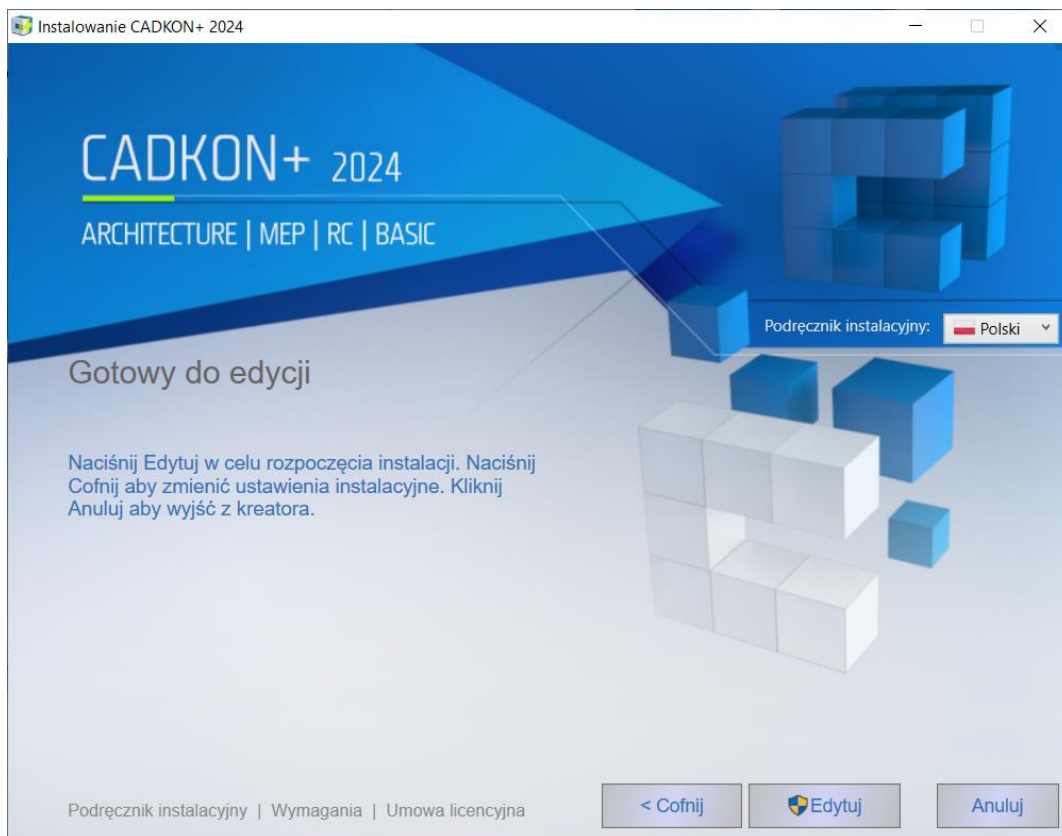 Instalowanie CADKON+ 2024
CADKON+ 2024
ARCHITECTURE | MEP | RC | BASIC
Podręcznik instalacyjny: Polski
Gotowy do edycji
Naciśnij Edytuj w celu rozpoczęcia instalacji. Naciśnij
Cofnij aby zmienić ustawienia instalacyjne. Kliknij
Anuluj aby wyjść z kreatora.
Podręcznik instalacyjny | Wymagania | Umowa licencyjna
< Cofnij
Edytuj
Anuluj